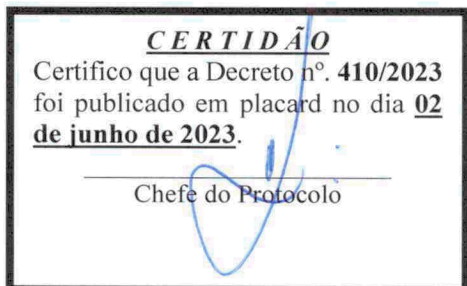 CERTIDÃO
Certifico que a Decreto nº. 410/2023
foi publicado em placard no dia 02
de junho de 2023.
Chefe do Protocolo